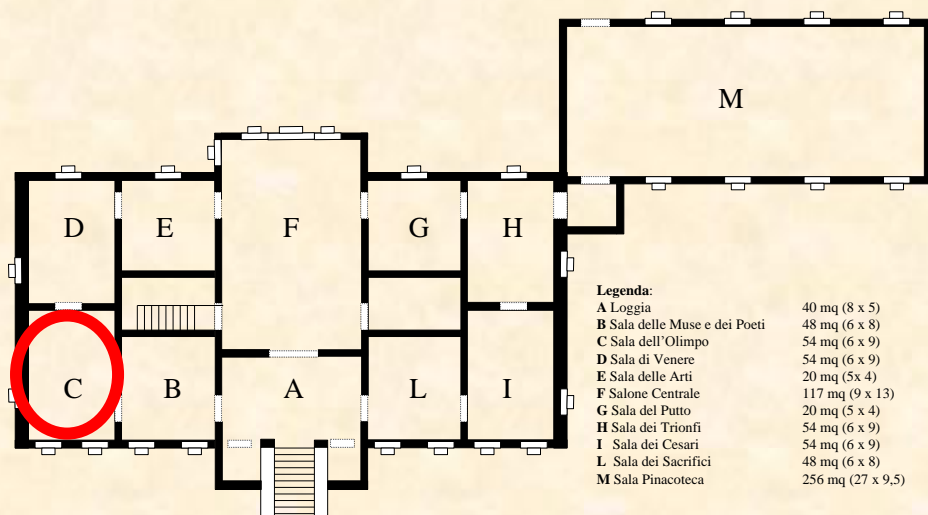 M
D
E
F
G
H
C
B
A
L
I
Legenda:
A Loggia 40 mq (8 x 5)
B Sala delle Muse e dei Poeti 48 mq (6 x 8)
C Sala dell'Olimpo 54 mq (6 x 9)
D Sala di Venere 54 mq (6 x 9)
E Sala delle Arti 20 mq (5x 4)
F Salone Centrale 117 mq (9 x 13)
G Sala del Putto 20 mq (5 x 4)
H Sala dei Trionfi 54 mq (6 x 9)
I Sala dei Cesari 54 mq (6 x 9)
L Sala dei Sacrifici 48 mq (6 x 8)
M Sala Pinacoteca 256 mq (27 x 9,5)